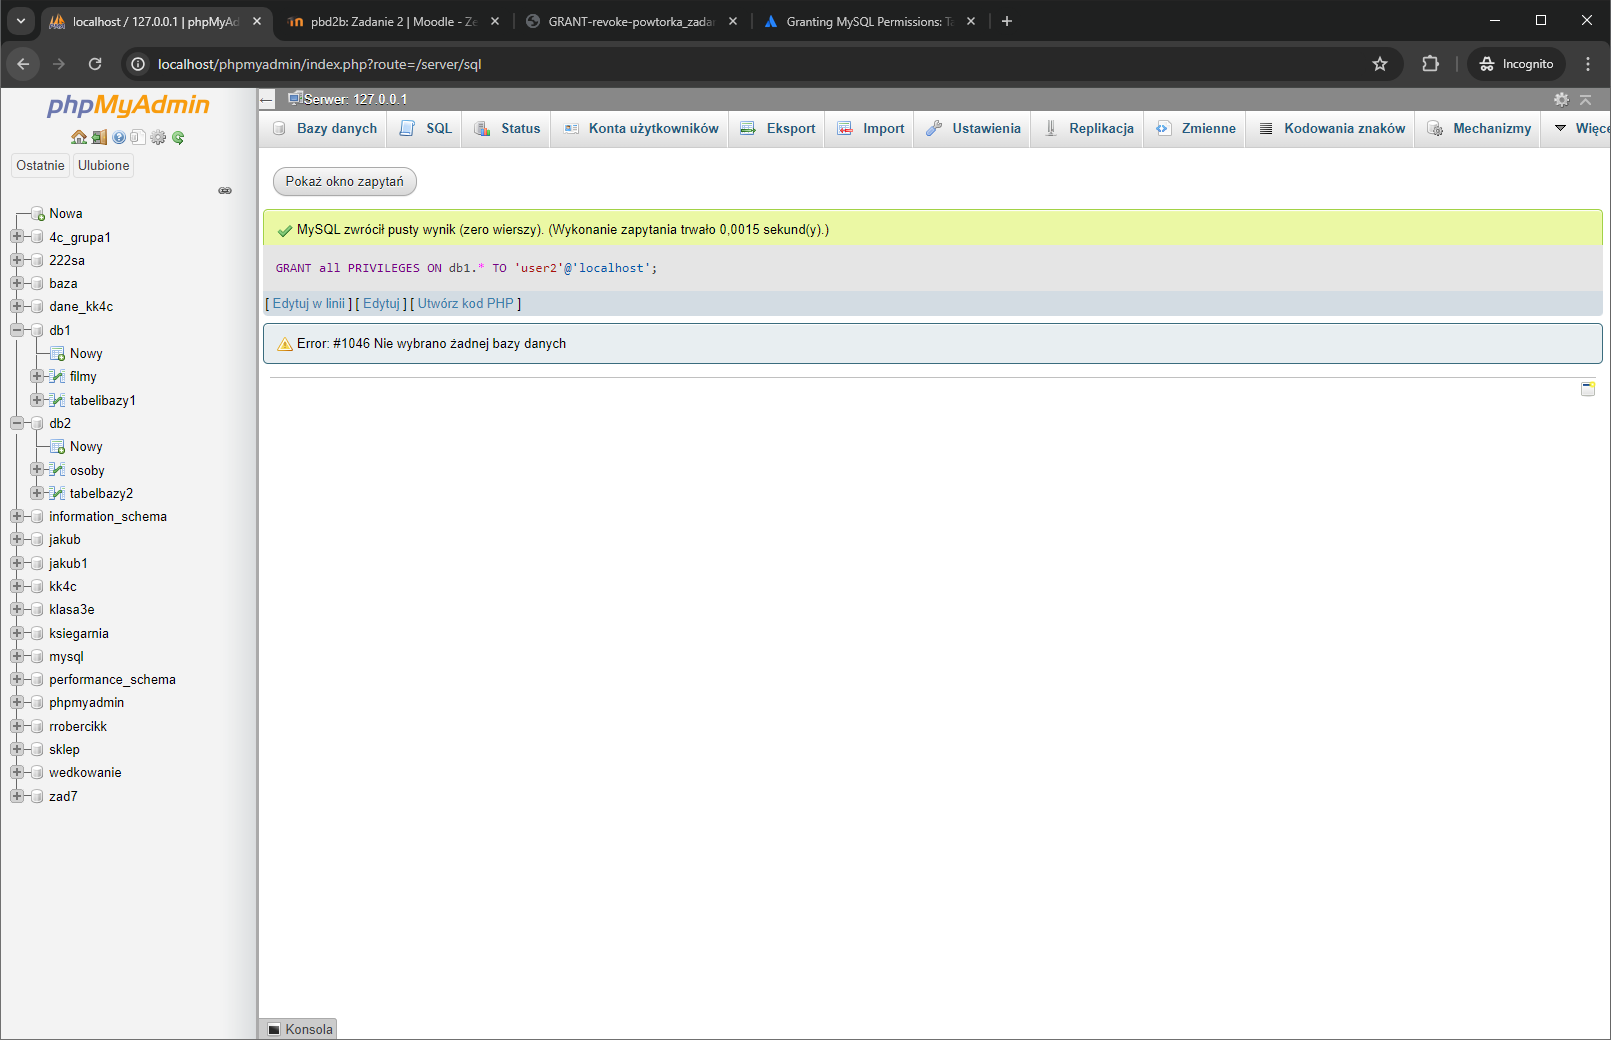 localhost / 127.0.0.1 | phpMyAd
pbd2b: Zadanie 2 | Moodle - Ze
GRANT-revoke-powtorka_zadan
Granting MySQL Permissions: Ta
localhost/phpmyadmin/index.php?route=/server/sql
Incognito
phpMyAdmin
Ostatnie
Ulubione
Nowa
4c_grupa1
222sa
baza
dane_kk4c
db1
Nowy
filmy
tabelibazy1
db2
Nowy
osoby
tabelbazy2
information_schema
jakub
jakub1
kk4c
klasa3e
ksiegarnia
mysql
performance_schema
phpmyadmin
rrobercikk
sklep
wedkowanie
zad7
Serwer: 127.0.0.1
Bazy danych
SQL
Status
Konta użytkowników
Eksport
Import
Ustawienia
Replikacja
Zmienne
Kodowania znaków
Mechanizmy
Więce
Pokaż okno zapytań
MySQL zwrócił pusty wynik (zero wierszy). (Wykonanie zapytania trwało 0,0015 sekund(y).)
GRANT all PRIVILEGES ON db1.* TO 'user2'@'localhost';
[ Edytuj w linii ] [ Edytuj ] [ Utwórz kod PHP ]
Error: #1046 Nie wybrano żadnej bazy danych
Konsola